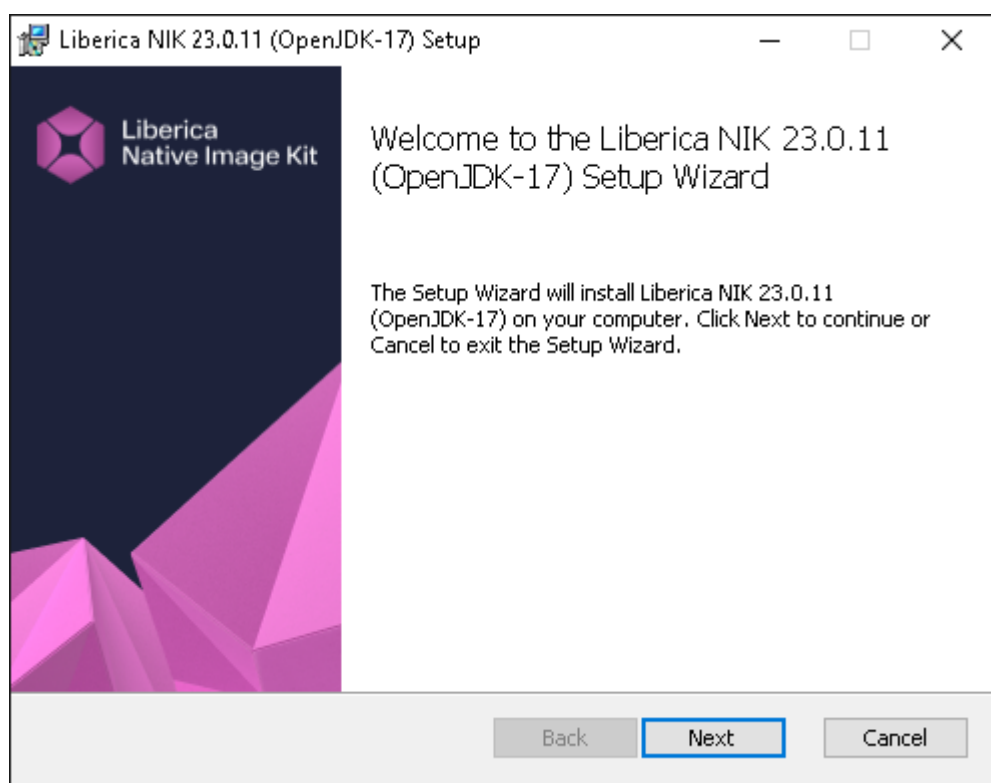 Liberica NIK 23.0.11 (OpenJDK-17) Setup
Liberica
Native Image Kit
Welcome to the Liberica NIK 23.0.11
(OpenJDK-17) Setup Wizard
The Setup Wizard will install Liberica NIK 23.0.11
(OpenJDK-17) on your computer. Click Next to continue or
Cancel to exit the Setup Wizard.
Back Next Cancel